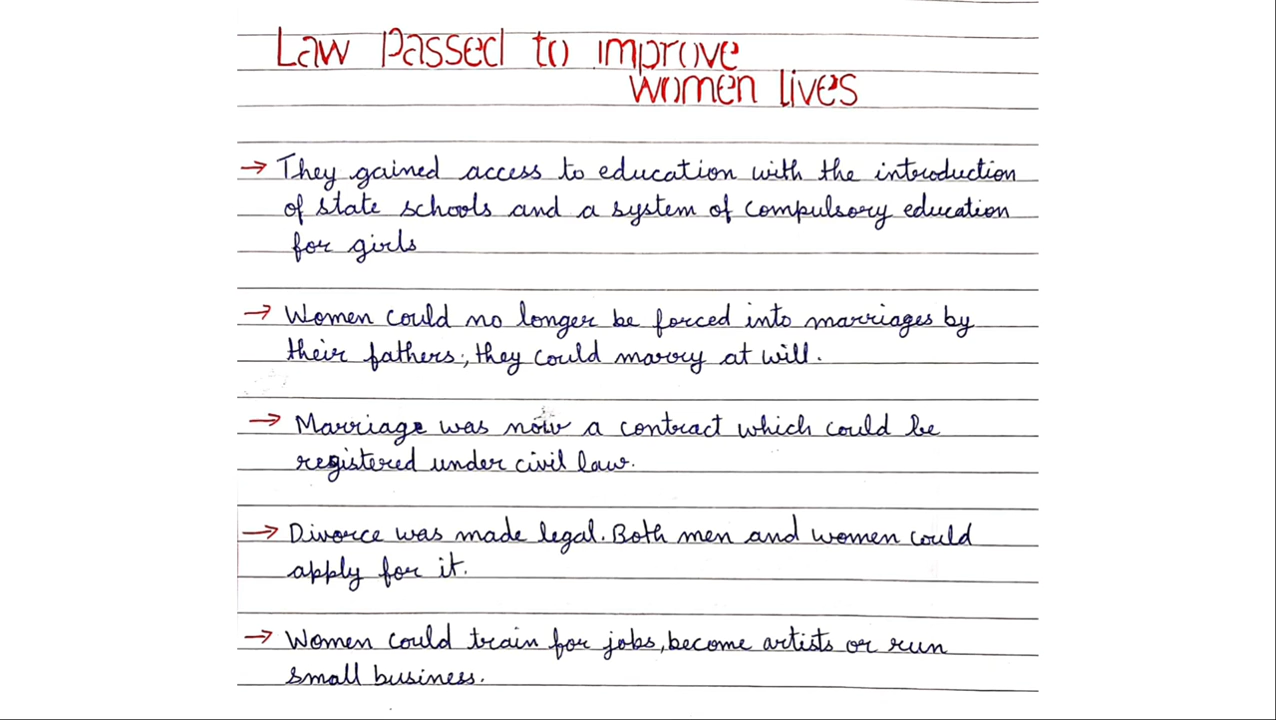 Law Passed to improve
women lives
→ They gained access to education with the introduction
of state schools and a system of compulsory education
for girls
→ Women could no longer be forced into marriages by
their fathers; they could marry at will.
→ Marriage was now a contract which could be
registered under civil law.
→ Divorce was made legal. Both men and women could
apply for it.
→ Women could train for jobs, become artists or run
small business.